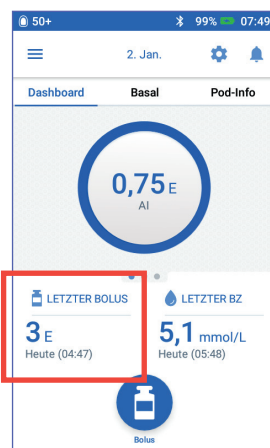 50+ 99% 07:49
2. Jan.
Dashboard Basal Pod-Info
0,75 E
AI
LETZTER BOLUS LETZTER BZ
3 E 5,1 mmol/L
Heute (04:47) Heute (05:48)
Bolus